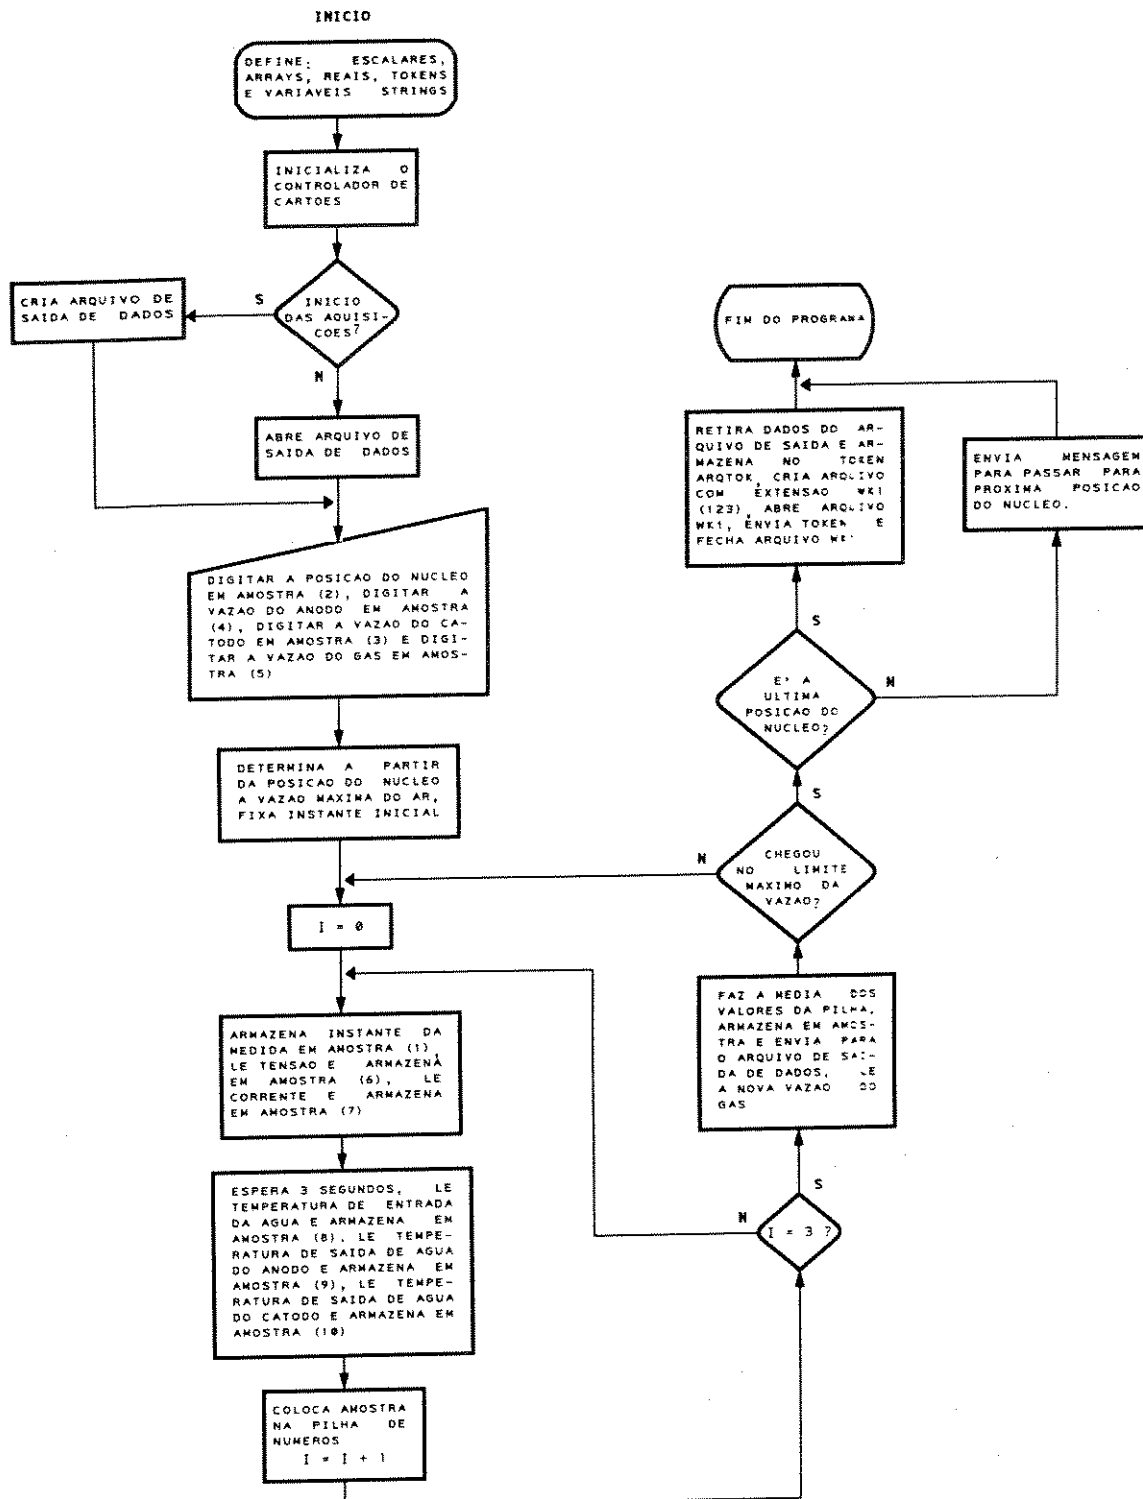 INICIO
DEFINE: ESCALARES,
ARRAYS, REAIS, TOKENS
E VARIAVEIS STRINGS
INICIALIZA O
CONTROLADOR DE
CARTOES
INICIO
DAS AQUISI-
COES?
S
N
CRIA ARQUIVO DE
SAIDA DE DADOS
ABRE ARQUIVO DE
SAIDA DE DADOS
DIGITAR A POSICAO DO NUCLEO
EM AMOSTRA (2), DIGITAR A
VAZAO DO ANODO EM AMOSTRA
(4), DIGITAR A VAZAO DO CA-
TODO EM AMOSTRA (3) E DIGI-
TAR A VAZAO DO GAS EM AMOS-
TRA (5)
DETERMINA A PARTIR
DA POSICAO DO NUCLEO
A VAZAO MAXIMA DO AR,
FIXA INSTANTE INICIAL
I = 0
ARMAZENA INSTANTE DA
MEDIDA EM AMOSTRA (1),
LE TENSAO E ARMAZENA
EM AMOSTRA (6), LE
CORRENTE E ARMAZENA
EM AMOSTRA (7)
ESPERA 3 SEGUNDOS, LE
TEMPERATURA DE ENTRADA
DA AGUA E ARMAZENA EM
AMOSTRA (8), LE TEMPE-
RATURA DE SAIDA DE AGUA
DO ANODO E ARMAZENA EM
AMOSTRA (9), LE TEMPE-
RATURA DE SAIDA DE AGUA
DO CATODO E ARMAZENA EM
AMOSTRA (10)
COLOCA AMOSTRA
NA PILHA DE
NUMEROS
I = I + 1
I = 3 ?
N
S
FAZ A MEDIA DOS
VALORES DA PILHA,
ARMAZENA EM AMOS-
TRA E ENVIA PARA
O ARQUIVO DE SAI-
DA DE DADOS, LE
A NOVA VAZAO DO
GAS
CHEGOU
NO LIMITE
MAXIMO DA
VAZAO?
N
S
E' A
ULTIMA
POSICAO DO
NUCLEO?
N
S
RETIRA DADOS DO AR-
QUIVO DE SAIDA E AR-
MAZENA NO TOKEN
ARQTOK, CRIA ARQUIVO
COM EXTENSAO WK1
(123), ABRE ARQUIVO
WK1, ENVIA TOKEN E
FECHA ARQUIVO WK1
ENVIA MENSAGEM
PARA PASSAR PARA
PROXIMA POSICAO
DO NUCLEO.
FIM DO PROGRAMA